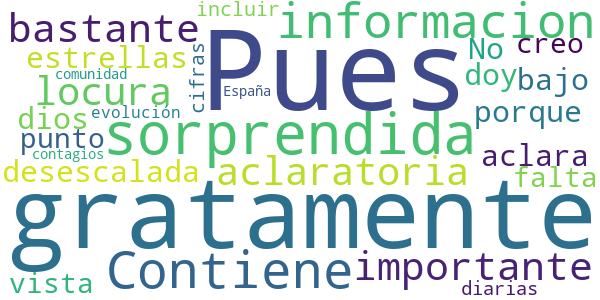 incluir
bastante Pues informacion
estrellas cifras No creo
comunidad
locura España doy bajo
dios evolución porque
punto sorprendida
contagios aclara
desescalada aclaratoria falta
gratamente
Contiene importante
vista diarias